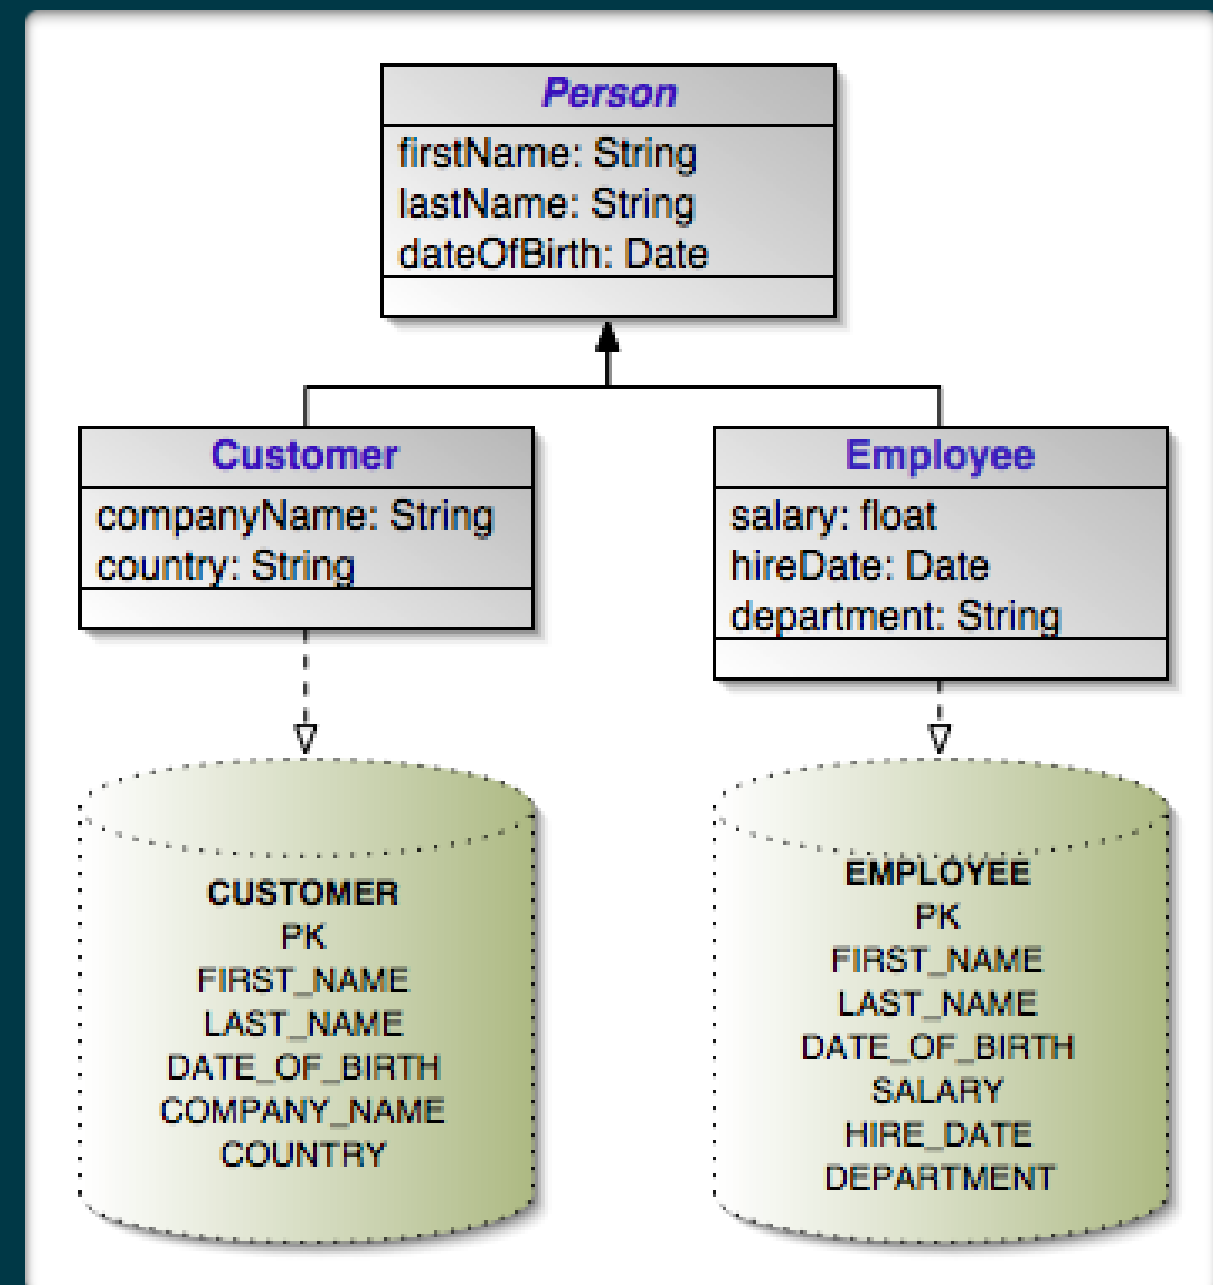 Person
firstName: String
lastName: String
dateOfBirth: Date
Customer
companyName: String
country: String
Employee
salary: float
hireDate: Date
department: String
CUSTOMER
PK
FIRST_NAME
LAST_NAME
DATE_OF_BIRTH
COMPANY_NAME
COUNTRY
EMPLOYEE
PK
FIRST_NAME
LAST_NAME
DATE_OF_BIRTH
SALARY
HIRE_DATE
DEPARTMENT